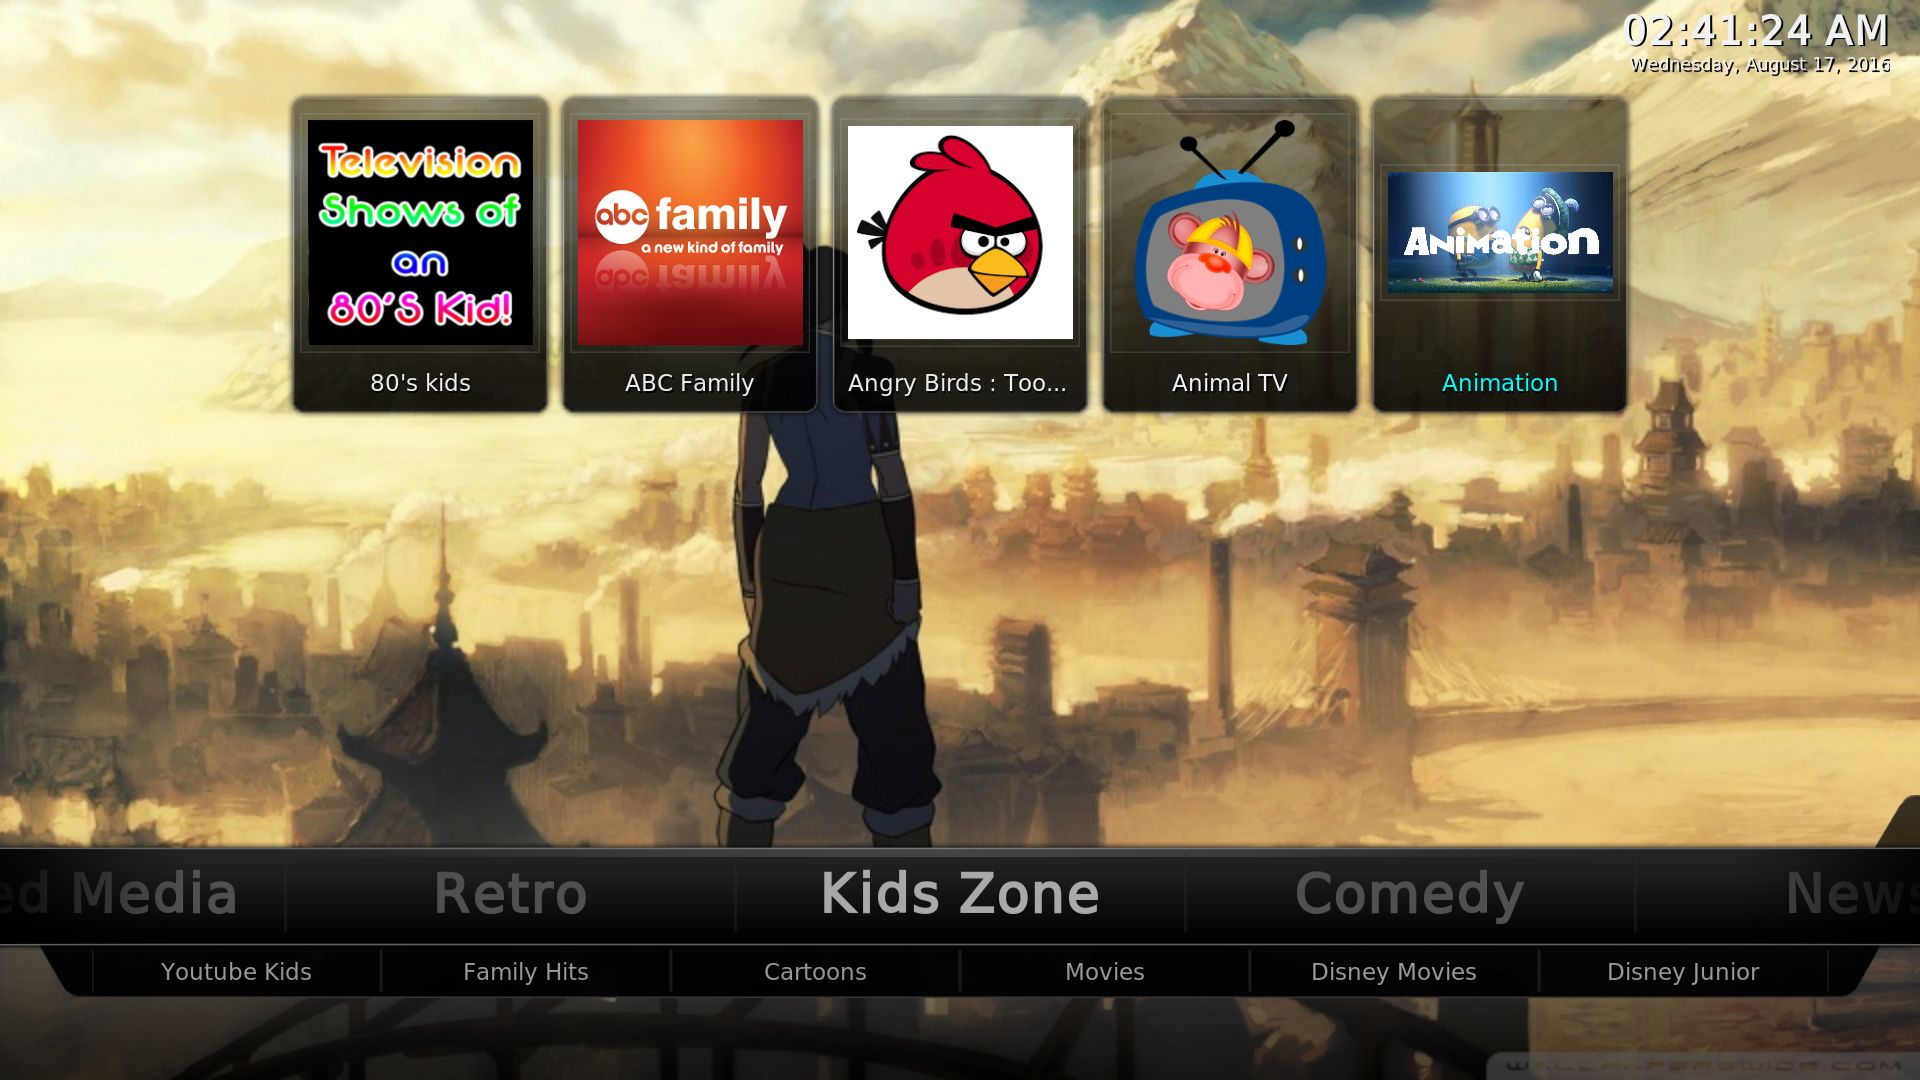 02:41:24 AM
Wednesday, August 17, 2016
Television
Shows of
an
80'S Kid!
abc family
a new kind of family
Animation
80's kids
ABC Family
Angry Birds : Too...
Animal TV
Animation
ed Media
Retro
Kids Zone
Comedy
News
Youtube Kids
Family Hits
Cartoons
Movies
Disney Movies
Disney Junior
WALLPAPERSWIDE.COM